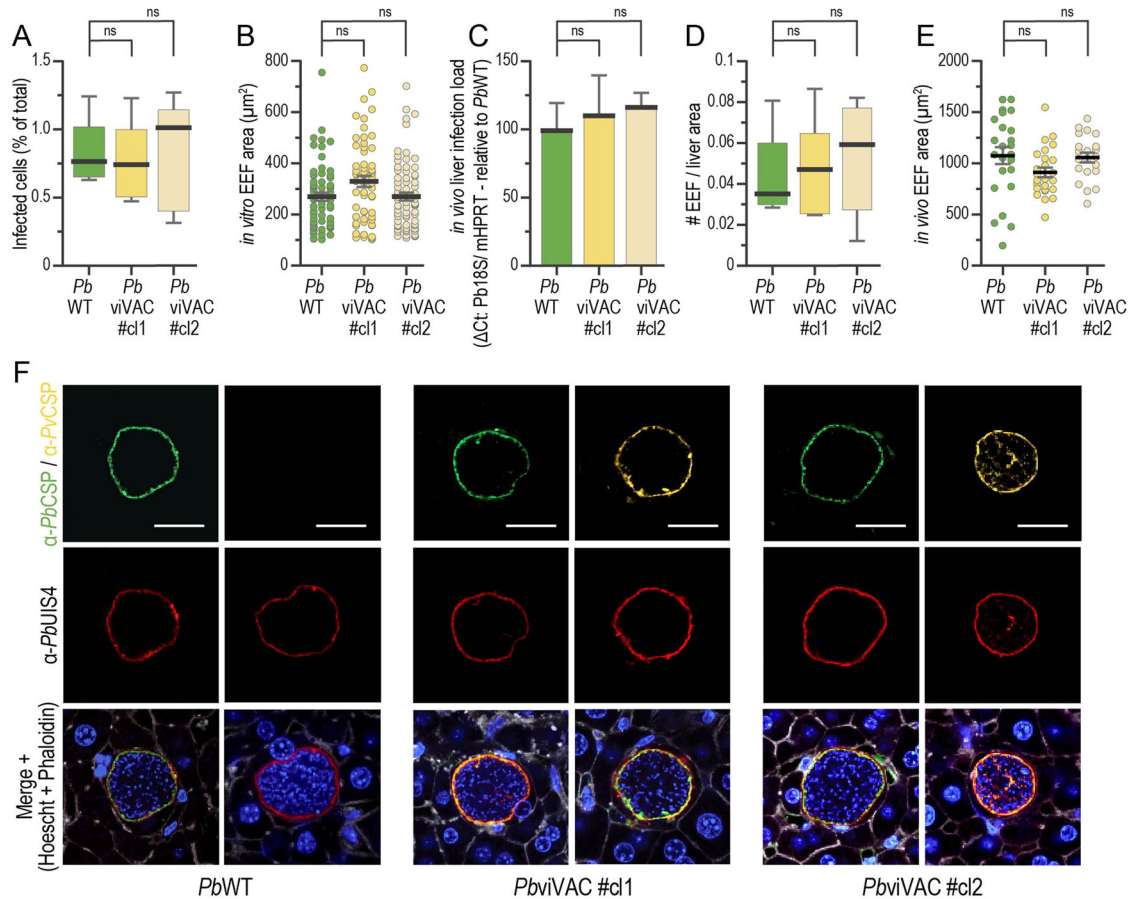 A
ns
ns
Infected cells (% of total)
1.5
1.0
0.5
0
Pb
WT
Pb
viVAC
#cl1
Pb
viVAC
#cl2
B
ns
ns
in vitro EEF area (µm²)
800
600
400
200
0
Pb
WT
Pb
viVAC
#cl1
Pb
viVAC
#cl2
C
ns
ns
in vivo liver infection load
(ΔCt: Pb18S/ mHPRT - relative to PbWT)
150
100
50
0
Pb
WT
Pb
viVAC
#cl1
Pb
viVAC
#cl2
D
ns
ns
# EEF / liver area
0.1
0.08
0.06
0.04
0.02
0
Pb
WT
Pb
viVAC
#cl1
Pb
viVAC
#cl2
E
ns
ns
in vivo EEF area (µm²)
2000
1500
1000
500
0
Pb
WT
Pb
viVAC
#cl1
Pb
viVAC
#cl2
F
α-PbCSP / α-PvCSP
α-PbUIS4
Merge +
(Hoescht + Phaloidin)
PbWT
PbviVAC #cl1
PbviVAC #cl2